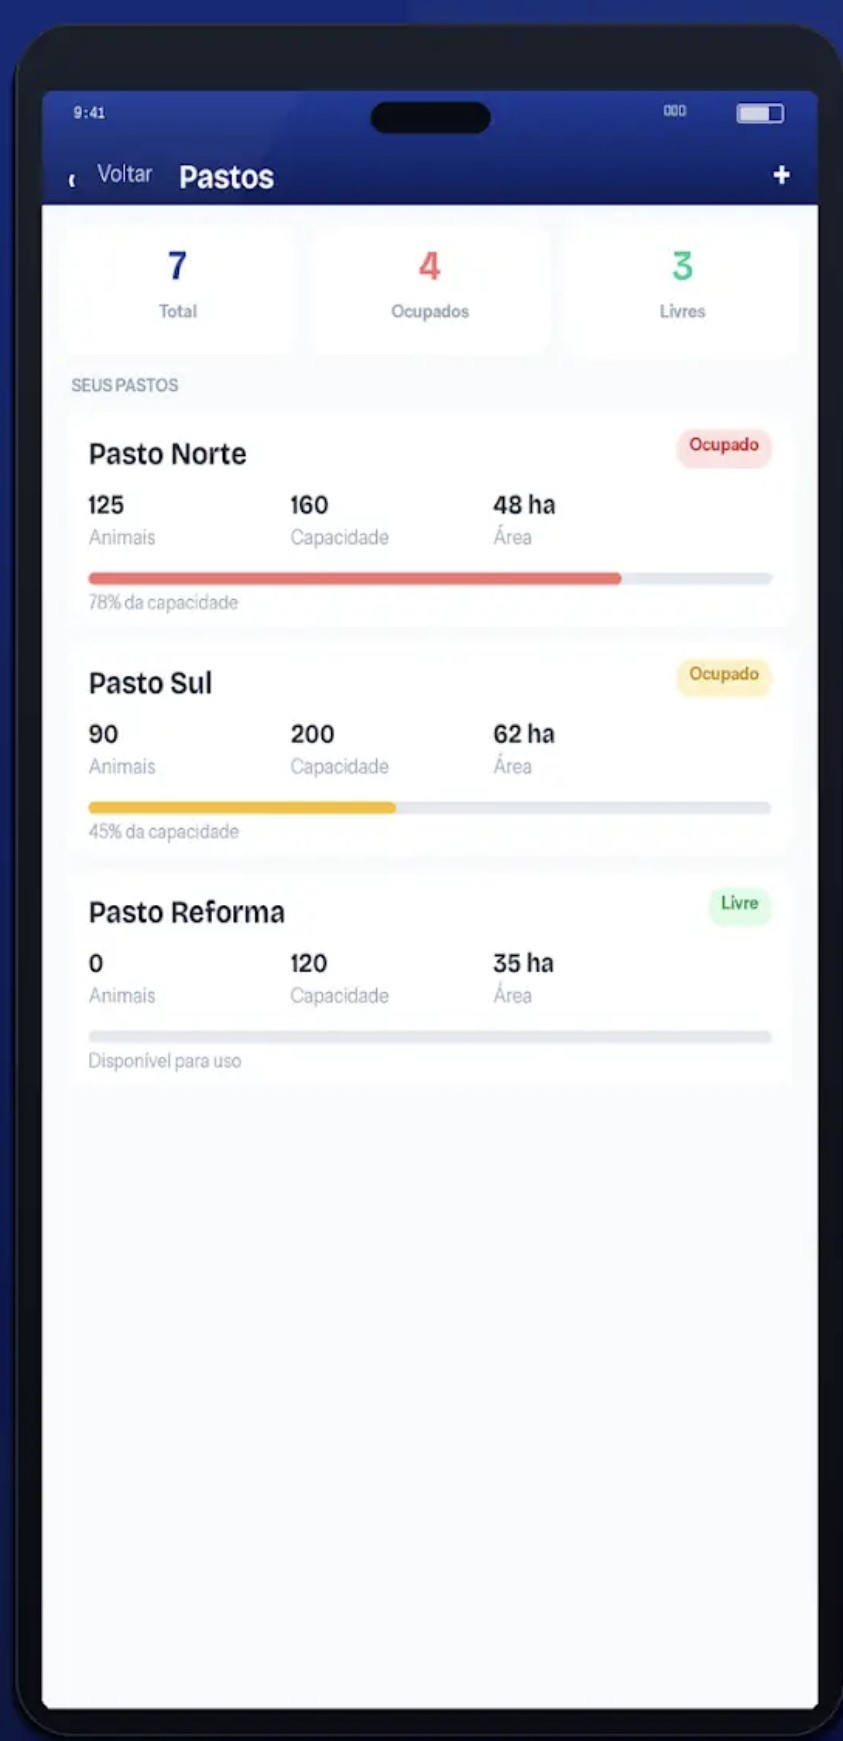 9:41
Voltar Pastos +
7 4 3
Total Ocupados Livres
SEUS PASTOS
Pasto Norte Ocupado
125 160 48 ha
Animais Capacidade Área
78% da capacidade
Pasto Sul Ocupado
90 200 62 ha
Animais Capacidade Área
45% da capacidade
Pasto Reforma Livre
0 120 35 ha
Animais Capacidade Área
Disponível para uso